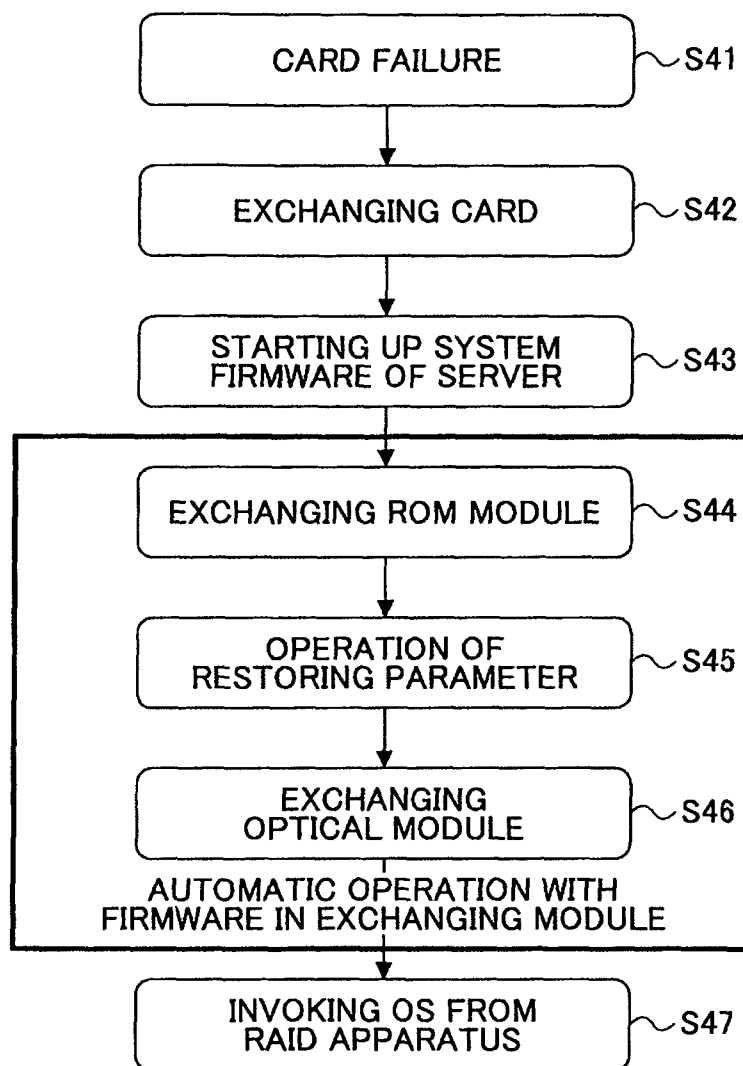 CARD FAILURE
S41
EXCHANGING CARD
S42
STARTING UP SYSTEM
FIRMWARE OF SERVER
S43
EXCHANGING ROM MODULE
S44
OPERATION OF
RESTORING PARAMETER
S45
EXCHANGING
OPTICAL MODULE
S46
AUTOMATIC OPERATION WITH
FIRMWARE IN EXCHANGING MODULE
INVOKING OS FROM
RAID APPARATUS
S47